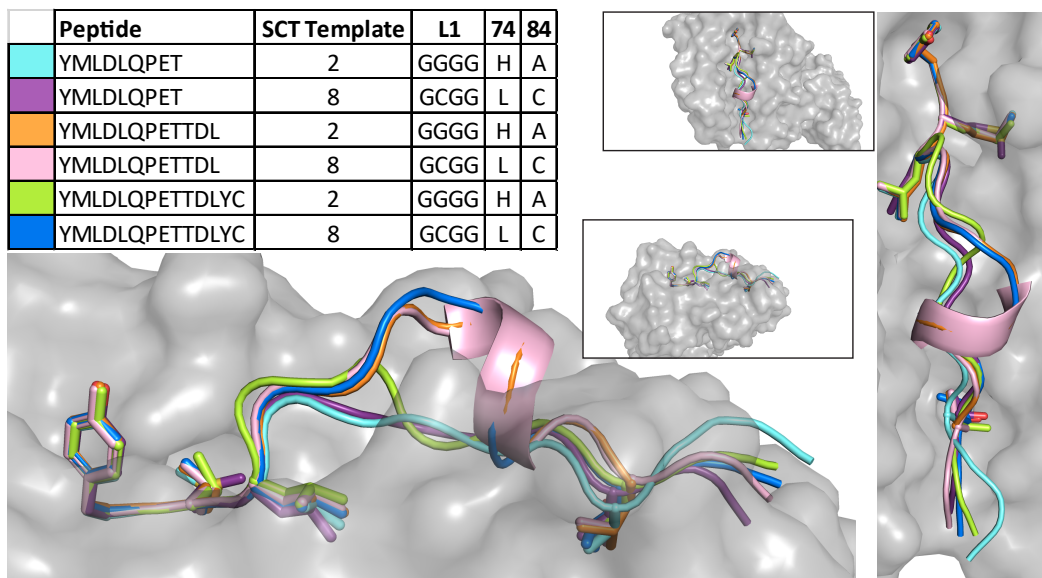 Peptide SCT Template L1 74 84
YMLDLQPET 2 GGGG H A
YMLDLQPET 8 GCGG L C
YMLDLQPETTDL 2 GGGG H A
YMLDLQPETTDL 8 GCGG L C
YMLDLQPETTDLYC 2 GGGG H A
YMLDLQPETTDLYC 8 GCGG L C